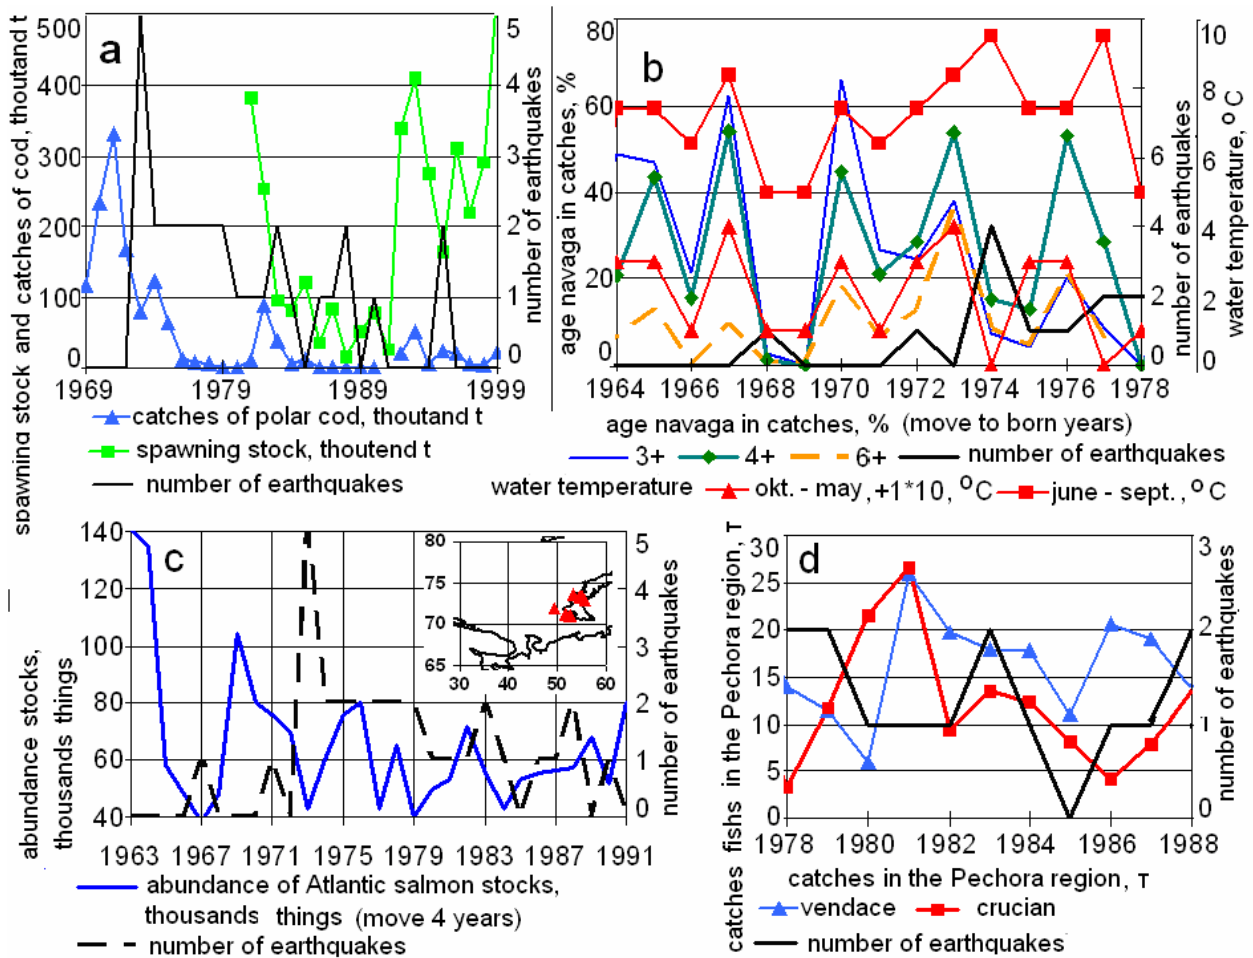 spawning stock and catches of cod, thoutand t
500
400
300
200
100
0
a
5
4
3
2
1
0
number of earthquakes
1969 1979 1989 1999
catches of polar cod, thoutand t
spawning stock, thoutend t
number of earthquakes
age navaga in catches, %
80
60
40
20
0
b
8
6
4
2
0
number of earthquakes
10
8
6
4
2
0
water temperature, °C
1964 1966 1968 1970 1972 1974 1976 1978
age navaga in catches, % (move to born years)
3+ 4+ 6+ number of earthquakes
water temperature okt. - may, +1*10, °C june - sept., °C
abundance stocks,
thousands things
140
120
100
80
60
40
c
80
75
70
65
30 40 50 60
5
4
3
2
1
0
number of earthquakes
1963 1967 1971 1975 1979 1983 1987 1991
abundance of Atlantic salmon stocks,
thousands things (move 4 years)
number of earthquakes
catches fishs in the Pechora region, т
30
25
20
15
10
5
0
d
3
2
1
0
number of earthquakes
1978 1980 1982 1984 1986 1988
catches in the Pechora region, т
vendace crucian
number of earthquakes